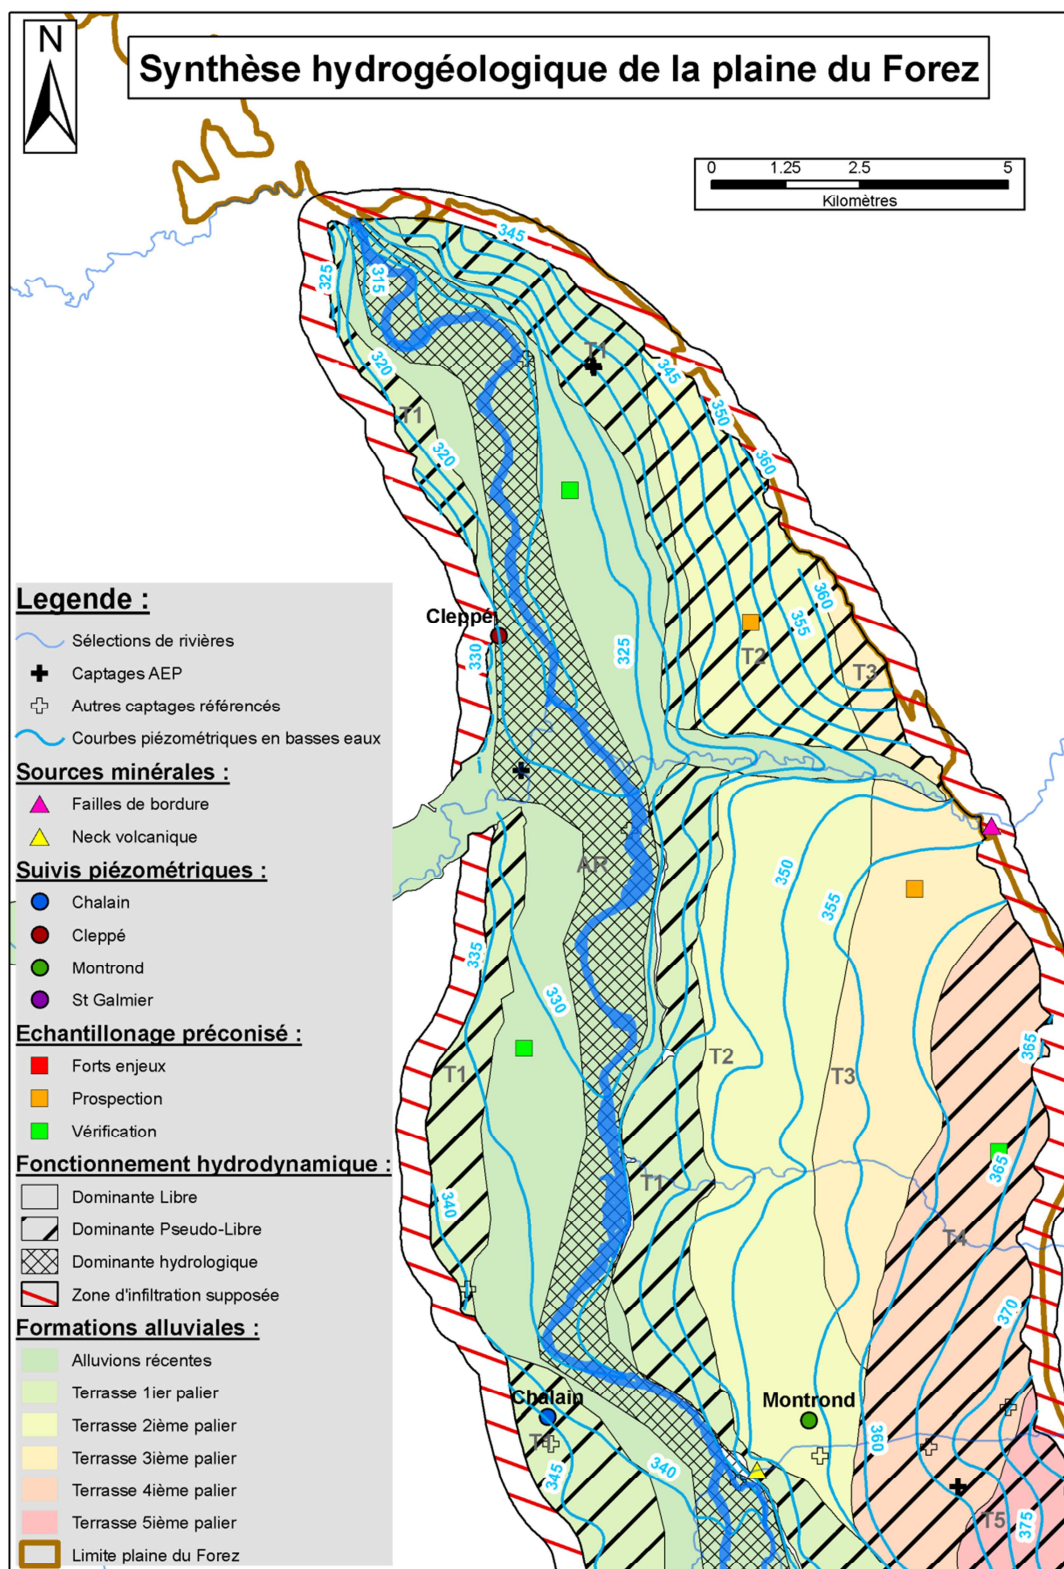 N
Synthèse hydrogéologique de la plaine du Forez
0 1.25 2.5 5
Kilomètres
345
325
315
T1
320
345
T1
350
320
360
Legende :
Sélections de rivières
Captages AEP
Autres captages référencés
Courbes piézométriques en basses eaux
Sources minérales :
Failles de bordure
Neck volcanique
Suivis piézométriques :
Chalain
Cleppé
Montrond
St Galmier
Echantillonage préconisé :
Forts enjeux
Prospection
Vérification
Fonctionnement hydrodynamique :
Dominante Libre
Dominante Pseudo-Libre
Dominante hydrologique
Zone d'infiltration supposée
Formations alluviales :
Alluvions récentes
Terrasse 1ier palier
Terrasse 2ième palier
Terrasse 3ième palier
Terrasse 4ième palier
Terrasse 5ième palier
Limite plaine du Forez
Cleppé
360
355
325
330
T2
T3
AR
350
355
335
330
365
T2
T3
T1
365
T1
340
T4
370
Chalain
Montrond
T1
360
340
345
T5
375